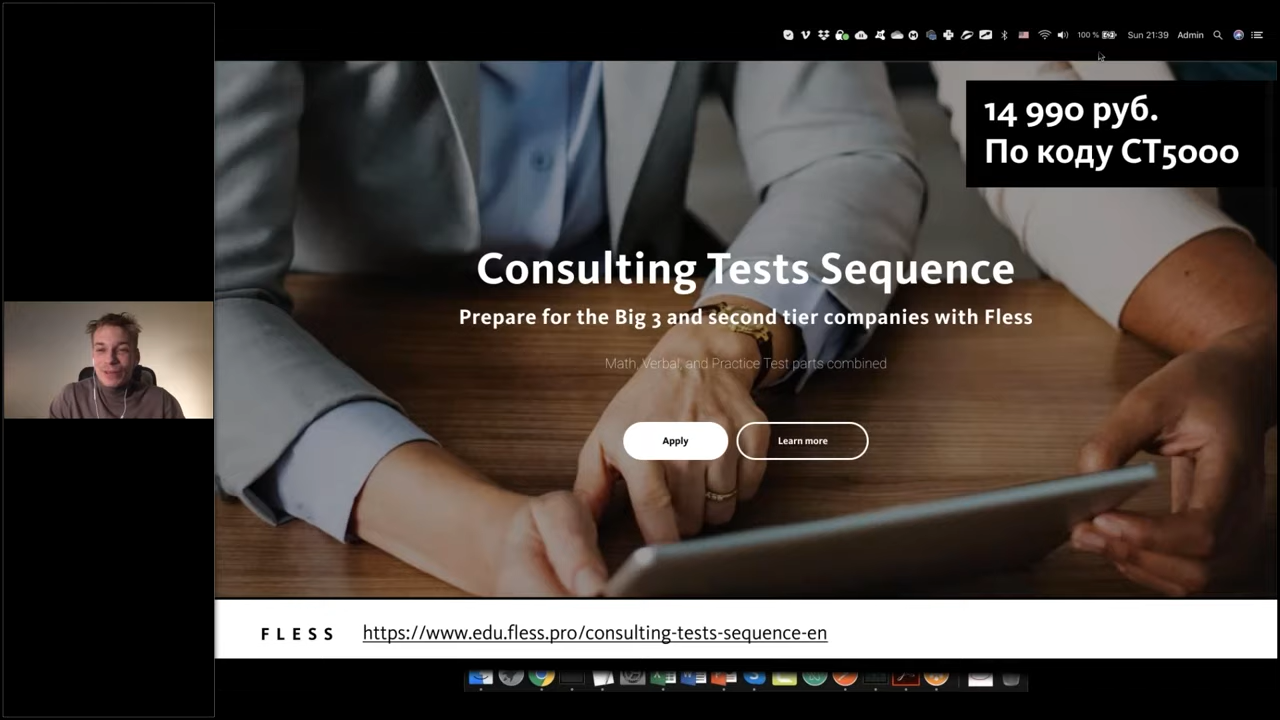 100 % Sun 21:39 Admin
14 990 руб.
По коду CT5000
Consulting Tests Sequence
Prepare for the Big 3 and second tier companies with Fless
Math, Verbal, and Practice Test parts combined
Apply
Learn more
FLESS
https://www.edu.fless.pro/consulting-tests-sequence-en